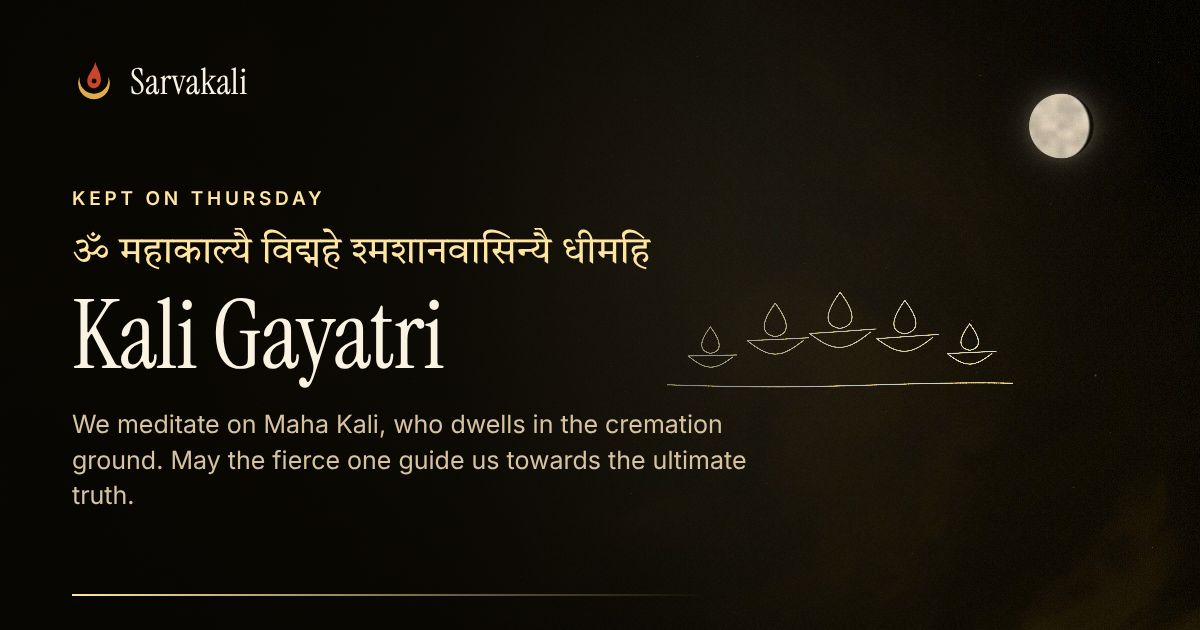 Sarvakali
KEPT ON THURSDAY
ॐ महाकाल्यै विद्महे श्मशानवासिन्यै धीमहि
Kali Gayatri
We meditate on Maha Kali, who dwells in the cremation
ground. May the fierce one guide us towards the ultimate
truth.